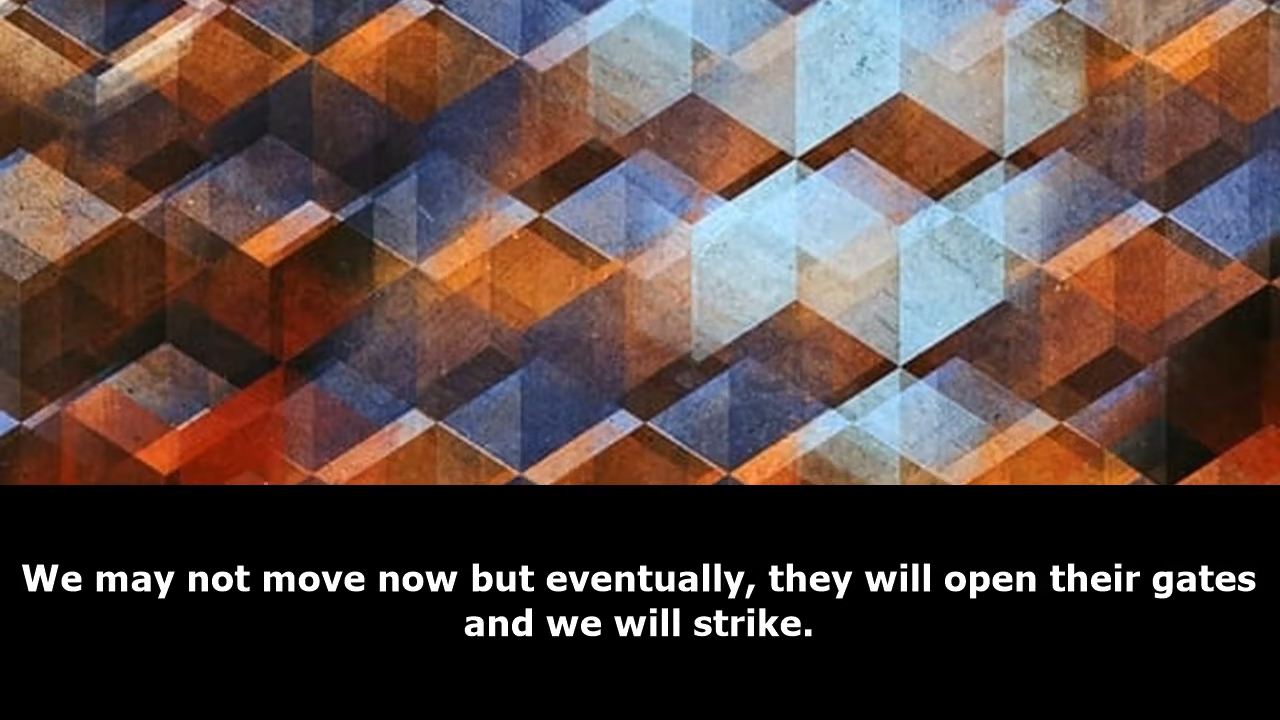 We may not move now but eventually, they will open their gates
and we will strike.